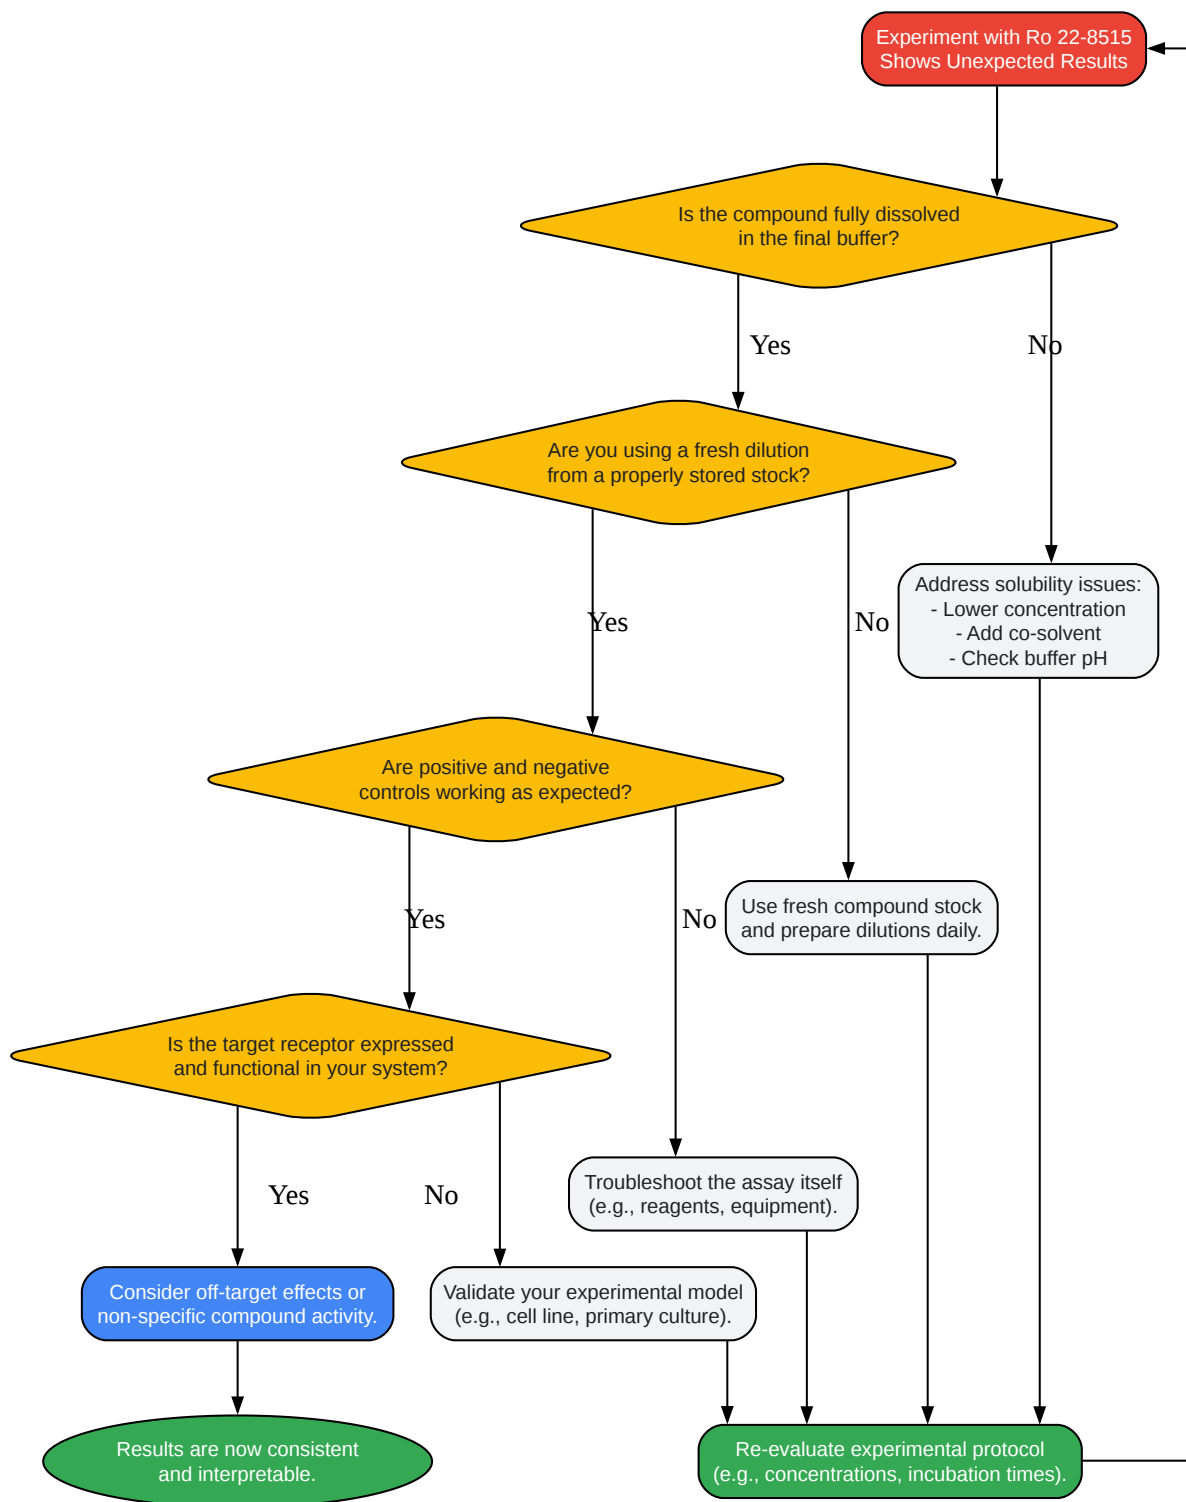 Experiment with Ro 22-8515
Shows Unexpected Results
Is the compound fully dissolved
in the final buffer?
Yes
No
Are you using a fresh dilution
from a properly stored stock?
Address solubility issues:
- Lower concentration
- Add co-solvent
- Check buffer pH
Yes
No
Are positive and negative
controls working as expected?
Use fresh compound stock
and prepare dilutions daily.
Yes
No
Is the target receptor expressed
and functional in your system?
Troubleshoot the assay itself
(e.g., reagents, equipment).
Yes
No
Consider off-target effects or
non-specific compound activity.
Validate your experimental model
(e.g., cell line, primary culture).
Results are now consistent
and interpretable.
Re-evaluate experimental protocol
(e.g., concentrations, incubation times).